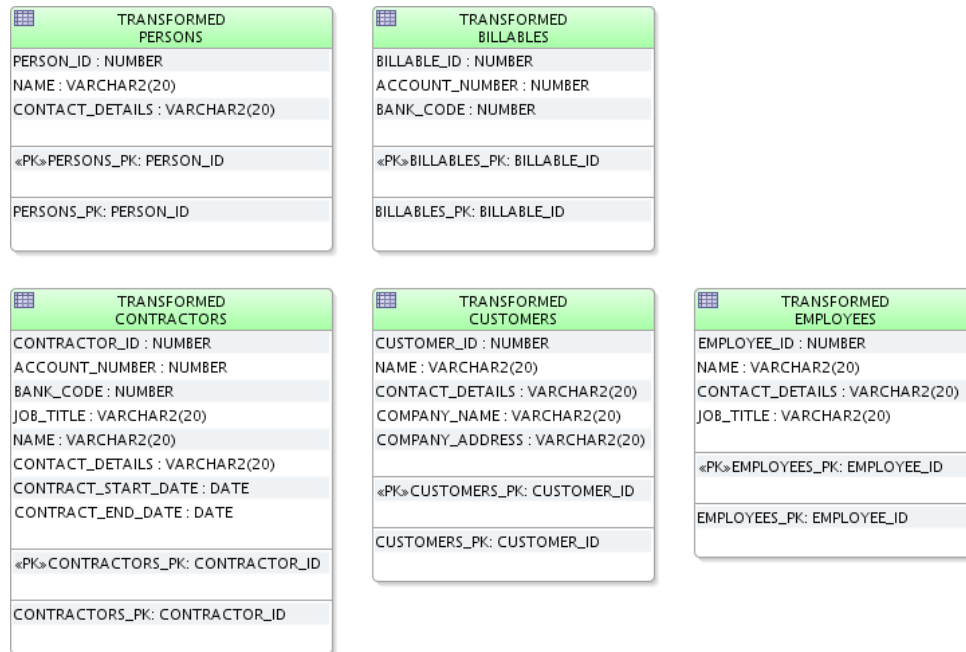 TRANSFORMED
PERSONS
PERSON_ID : NUMBER
NAME : VARCHAR2(20)
CONTACT_DETAILS : VARCHAR2(20)
«PK»PERSONS_PK: PERSON_ID
PERSONS_PK: PERSON_ID
TRANSFORMED
BILLABLES
BILLABLE_ID : NUMBER
ACCOUNT_NUMBER : NUMBER
BANK_CODE : NUMBER
«PK»BILLABLES_PK: BILLABLE_ID
BILLABLES_PK: BILLABLE_ID
TRANSFORMED
CONTRACTORS
CONTRACTOR_ID : NUMBER
ACCOUNT_NUMBER : NUMBER
BANK_CODE : NUMBER
JOB_TITLE : VARCHAR2(20)
NAME : VARCHAR2(20)
CONTACT_DETAILS : VARCHAR2(20)
CONTRACT_START_DATE : DATE
CONTRACT_END_DATE : DATE
«PK»CONTRACTORS_PK: CONTRACTOR_ID
CONTRACTORS_PK: CONTRACTOR_ID
TRANSFORMED
CUSTOMERS
CUSTOMER_ID : NUMBER
NAME : VARCHAR2(20)
CONTACT_DETAILS : VARCHAR2(20)
COMPANY_NAME : VARCHAR2(20)
COMPANY_ADDRESS : VARCHAR2(20)
«PK»CUSTOMERS_PK: CUSTOMER_ID
CUSTOMERS_PK: CUSTOMER_ID
TRANSFORMED
EMPLOYEES
EMPLOYEE_ID : NUMBER
NAME : VARCHAR2(20)
CONTACT_DETAILS : VARCHAR2(20)
JOB_TITLE : VARCHAR2(20)
«PK»EMPLOYEES_PK: EMPLOYEE_ID
EMPLOYEES_PK: EMPLOYEE_ID